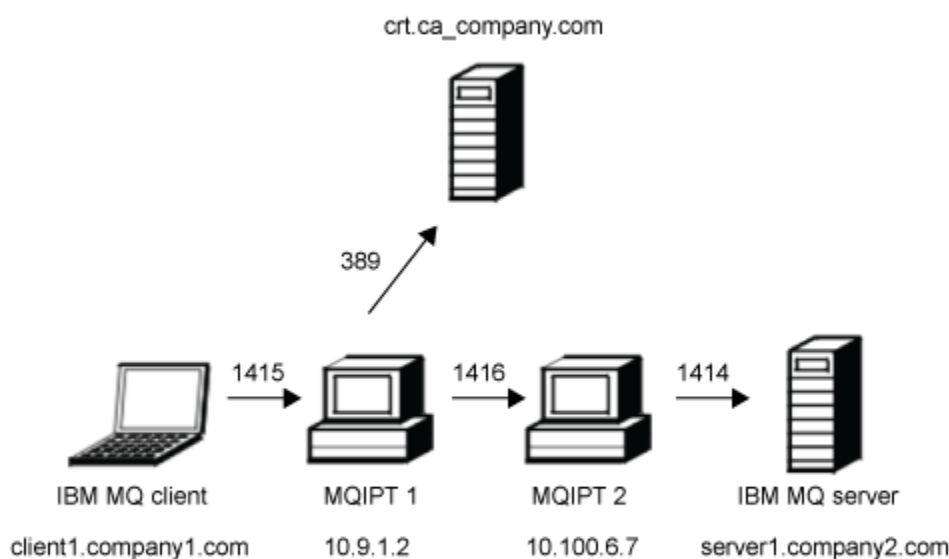 crt.ca_company.com
389
1415
1416
1414
IBM MQ client
MQIPT 1
MQIPT 2
IBM MQ server
client1.company1.com
10.9.1.2
10.100.6.7
server1.company2.com